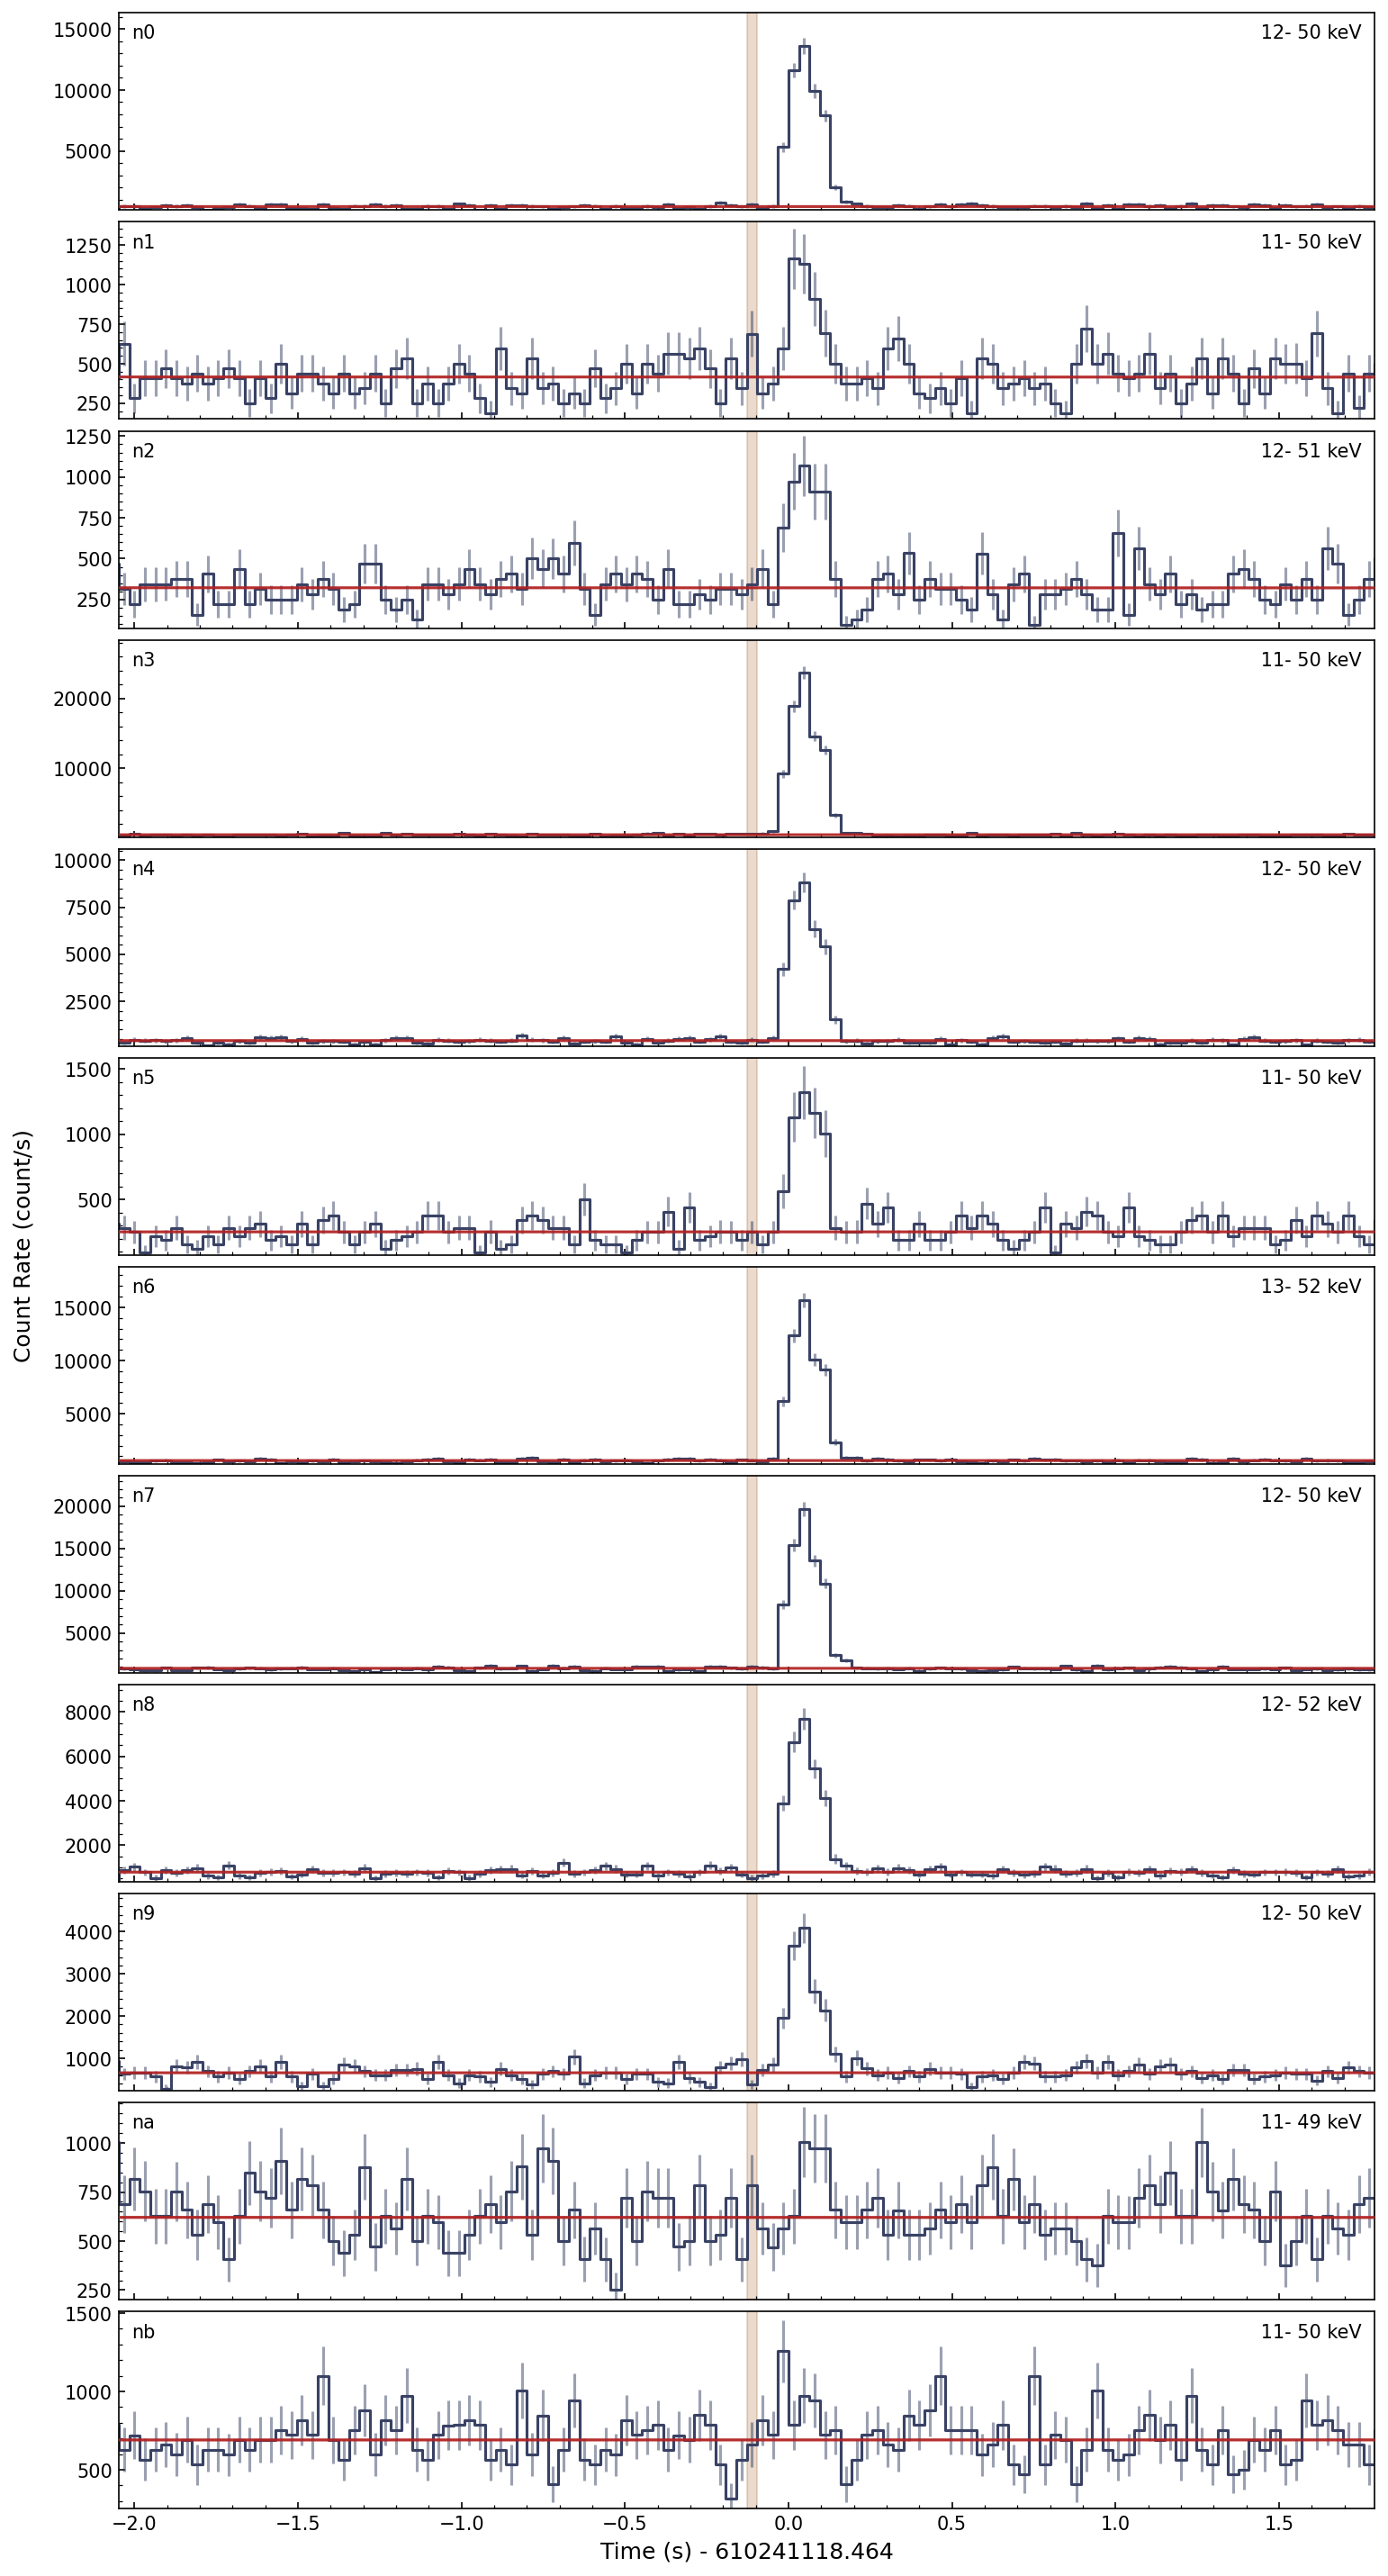 n0 12- 50 keV
15000
10000
5000
n1 11- 50 keV
1250
1000
750
500
250
n2 12- 51 keV
1250
1000
750
500
250
n3 11- 50 keV
20000
10000
n4 12- 50 keV
10000
7500
5000
2500
n5 11- 50 keV
1500
1000
500
n6 13- 52 keV
15000
10000
5000
n7 12- 50 keV
20000
15000
10000
5000
n8 12- 52 keV
8000
6000
4000
2000
n9 12- 50 keV
4000
3000
2000
1000
na 11- 49 keV
1000
750
500
250
nb 11- 50 keV
1500
1000
500
Count Rate (count/s)
−2.0 −1.5 −1.0 −0.5 0.0 0.5 1.0 1.5
Time (s) - 610241118.464